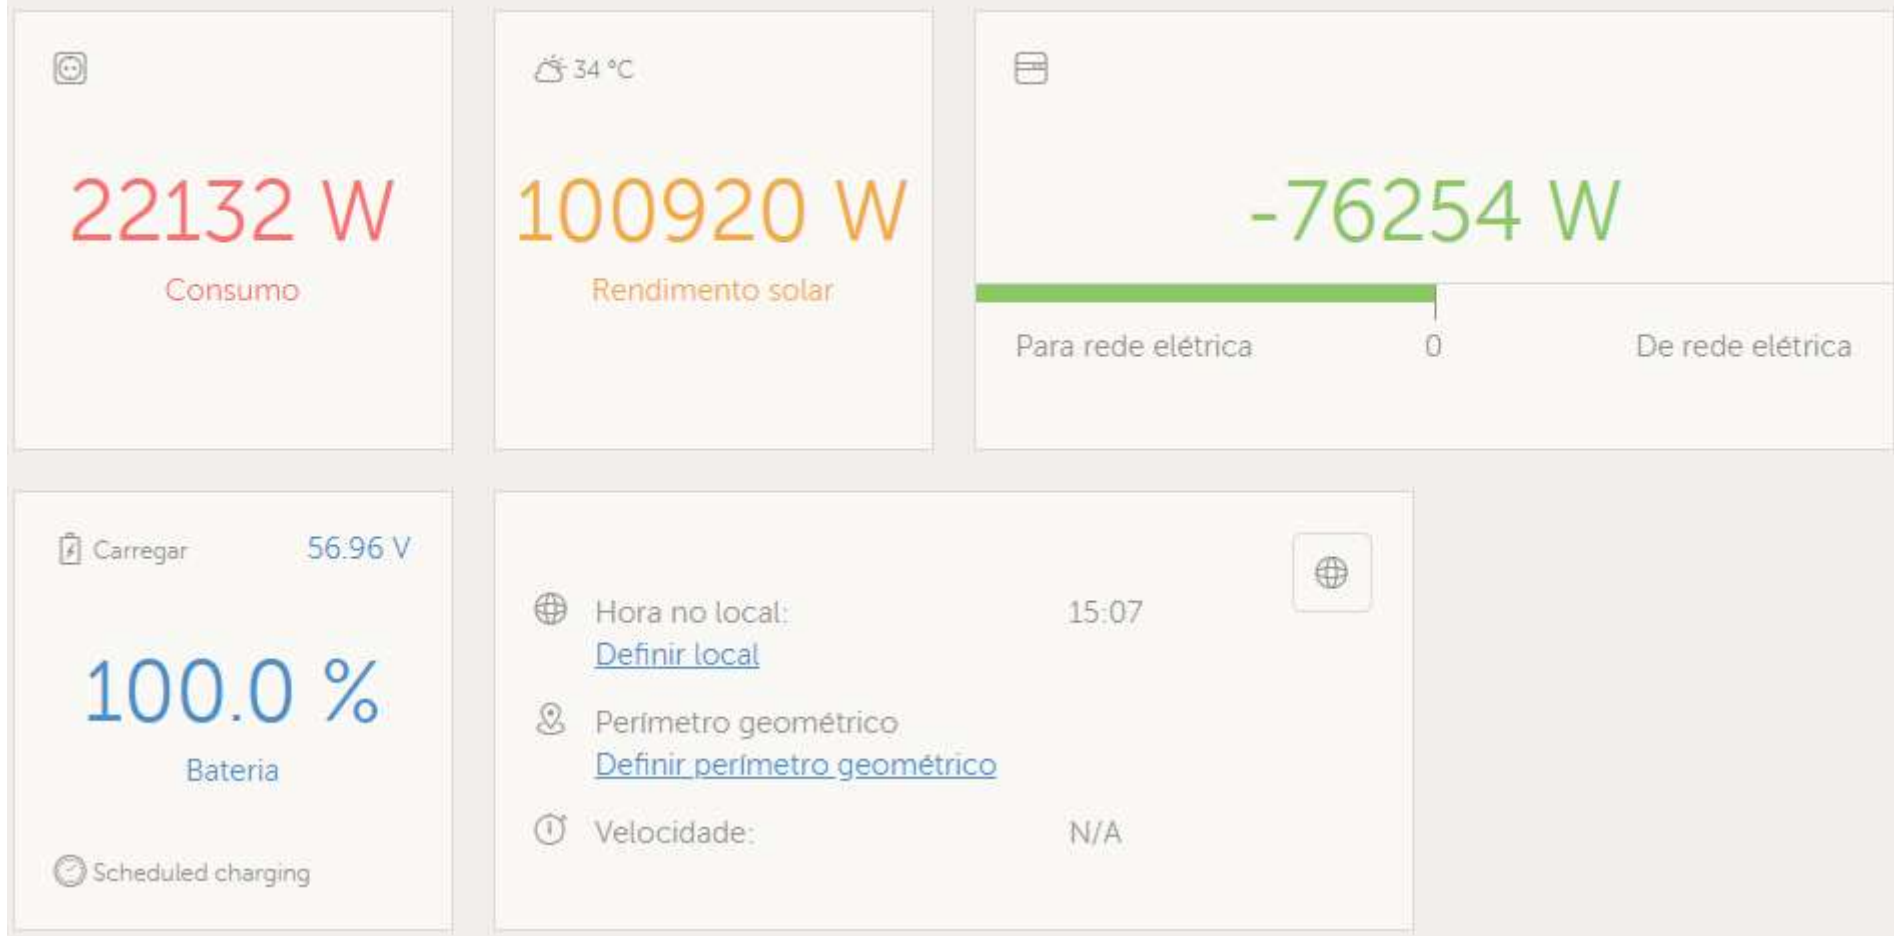 34 °C
22132 W
Consumo
100920 W
Rendimento solar
-76254 W
Para rede elétrica
0
De rede elétrica
Carregar
56.96 V
100.0 %
Bateria
Scheduled charging
Hora no local:
15:07
Definir local
Perímetro geométrico
Definir perímetro geométrico
Velocidade:
N/A